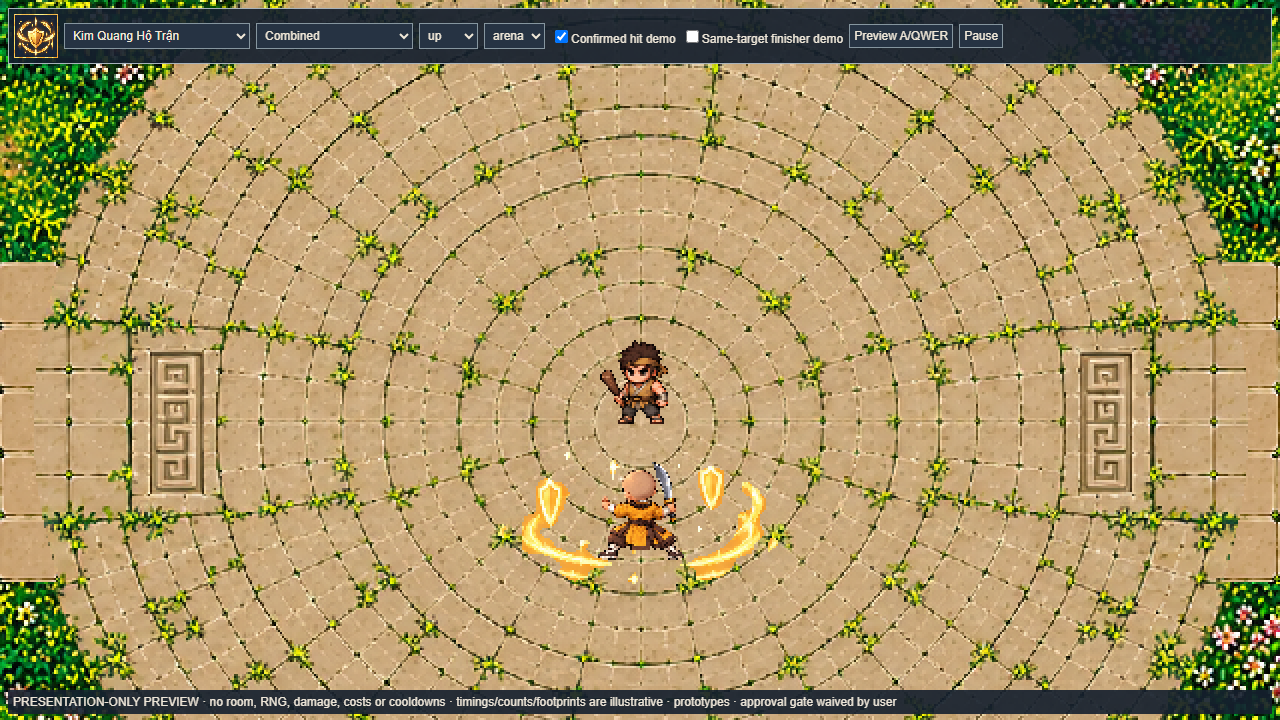 Kim Quang Hộ Trận Combined up arena Confirmed hit demo Same-target finisher demo Preview A/QWER Pause
PRESENTATION-ONLY PREVIEW · no room, RNG, damage, costs or cooldowns · timings/counts/footprints are illustrative · prototypes · approval gate waived by user